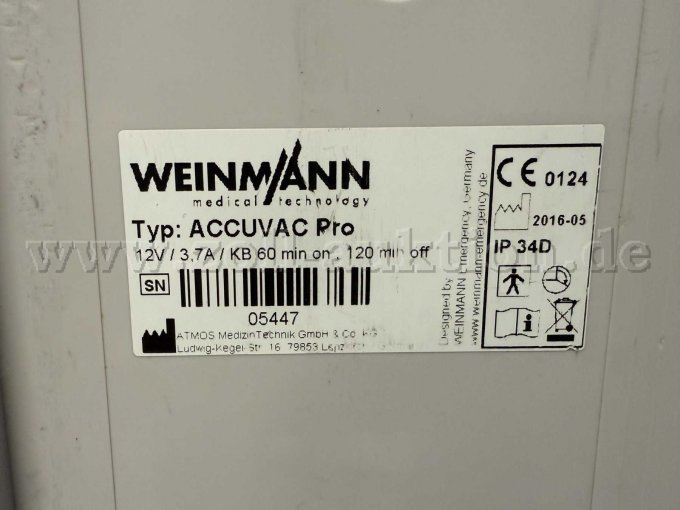 WEINMANN
medical technology
Typ: ACCUVAC Pro
12V / 3,7A / KB 60 min on , 120 min off
SN
05447
ATMOS MedizinTechnik GmbH & Co. KG
Ludwig-Kegel-Str. 16 79853
Designed by
WEINMANN Emergency, Germany
www.weinmann-emergency.de
CE 0124
2016-05
IP 34D
www.zoll-auktion.de